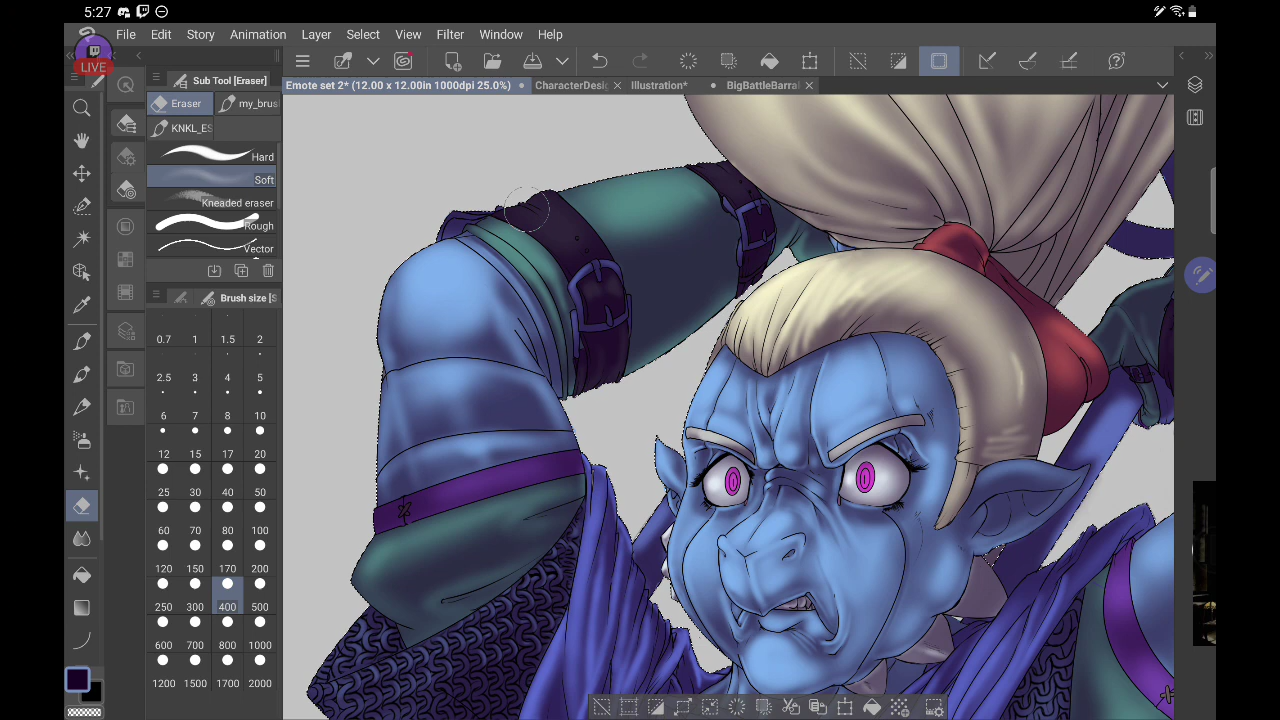 5:27
File Edit Story Animation Layer Select View Filter Window Help
LIVE
Sub Tool [Eraser]
Emote set 2* (12.00 x 12.00in 1000dpi 25.0%) CharacterDesig Illustration* BigBattleBarral
Eraser my_brus
KNKL_ES
Hard
Soft
Kneaded eraser
Rough
Vector
Brush size [S
0.7 1 1.5 2
2.5 3 4 5
6 7 8 10
12 15 17 20
25 30 40 50
60 70 80 100
120 150 170 200
250 300 400 500
600 700 800 1000
1200 1500 1700 2000